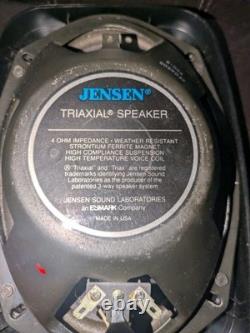 JENSEN®
TRIAXIAL® SPEAKER
4 OHM IMPEDANCE - WEATHER RESISTANT
STRONTIUM FERRITE MAGNET
HIGH COMPLIANCE SUSPENSION
HIGH TEMPERATURE VOICE COIL
® "Triaxial" and "Triax" are registered
trademarks identifying Jensen Sound
Laboratories as the producer of
the patented 3-way speaker system.
JENSEN SOUND LABORATORIES
an ESMARK Company
MADE IN USA